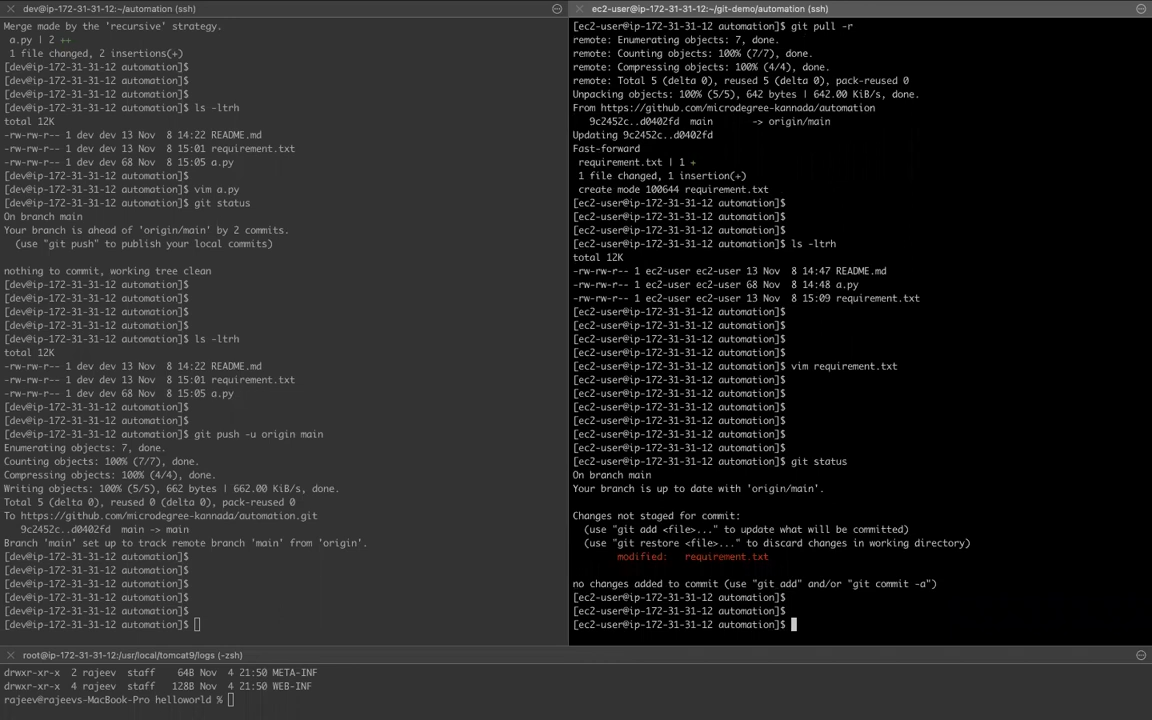 dev@ip-172-31-31-12:~/automation (ssh)
Merge made by the 'recursive' strategy.
 a.py | 2 ++
 1 file changed, 2 insertions(+)
[dev@ip-172-31-31-12 automation]$
[dev@ip-172-31-31-12 automation]$
[dev@ip-172-31-31-12 automation]$
[dev@ip-172-31-31-12 automation]$ ls -ltrh
total 12K
-rw-rw-r-- 1 dev dev 13 Nov  8 14:22 README.md
-rw-rw-r-- 1 dev dev 13 Nov  8 15:01 requirement.txt
-rw-rw-r-- 1 dev dev 68 Nov  8 15:05 a.py
[dev@ip-172-31-31-12 automation]$
[dev@ip-172-31-31-12 automation]$ vim a.py
[dev@ip-172-31-31-12 automation]$ git status
On branch main
Your branch is ahead of 'origin/main' by 2 commits.
  (use "git push" to publish your local commits)
nothing to commit, working tree clean
[dev@ip-172-31-31-12 automation]$
[dev@ip-172-31-31-12 automation]$
[dev@ip-172-31-31-12 automation]$
[dev@ip-172-31-31-12 automation]$
[dev@ip-172-31-31-12 automation]$ ls -ltrh
total 12K
-rw-rw-r-- 1 dev dev 13 Nov  8 14:22 README.md
-rw-rw-r-- 1 dev dev 13 Nov  8 15:01 requirement.txt
-rw-rw-r-- 1 dev dev 68 Nov  8 15:05 a.py
[dev@ip-172-31-31-12 automation]$
[dev@ip-172-31-31-12 automation]$
[dev@ip-172-31-31-12 automation]$ git push -u origin main
Enumerating objects: 7, done.
Counting objects: 100% (7/7), done.
Compressing objects: 100% (4/4), done.
Writing objects: 100% (5/5), 662 bytes | 662.00 KiB/s, done.
Total 5 (delta 0), reused 0 (delta 0), pack-reused 0
To https://github.com/microdegree-kannada/automation.git
   9c2452c..d0402fd  main -> main
Branch 'main' set up to track remote branch 'main' from 'origin'.
[dev@ip-172-31-31-12 automation]$
[dev@ip-172-31-31-12 automation]$
[dev@ip-172-31-31-12 automation]$
[dev@ip-172-31-31-12 automation]$
[dev@ip-172-31-31-12 automation]$
[dev@ip-172-31-31-12 automation]$
ec2-user@ip-172-31-31-12:~/git-demo/automation (ssh)
[ec2-user@ip-172-31-31-12 automation]$ git pull -r
remote: Enumerating objects: 7, done.
remote: Counting objects: 100% (7/7), done.
remote: Compressing objects: 100% (4/4), done.
remote: Total 5 (delta 0), reused 5 (delta 0), pack-reused 0
Unpacking objects: 100% (5/5), 642 bytes | 642.00 KiB/s, done.
From https://github.com/microdegree-kannada/automation
   9c2452c..d0402fd  main       -> origin/main
Updating 9c2452c..d0402fd
Fast-forward
 requirement.txt | 1 +
 1 file changed, 1 insertion(+)
 create mode 100644 requirement.txt
[ec2-user@ip-172-31-31-12 automation]$
[ec2-user@ip-172-31-31-12 automation]$
[ec2-user@ip-172-31-31-12 automation]$
[ec2-user@ip-172-31-31-12 automation]$ ls -ltrh
total 12K
-rw-rw-r-- 1 ec2-user ec2-user 13 Nov  8 14:47 README.md
-rw-rw-r-- 1 ec2-user ec2-user 68 Nov  8 14:48 a.py
-rw-rw-r-- 1 ec2-user ec2-user 13 Nov  8 15:09 requirement.txt
[ec2-user@ip-172-31-31-12 automation]$
[ec2-user@ip-172-31-31-12 automation]$
[ec2-user@ip-172-31-31-12 automation]$
[ec2-user@ip-172-31-31-12 automation]$
[ec2-user@ip-172-31-31-12 automation]$ vim requirement.txt
[ec2-user@ip-172-31-31-12 automation]$
[ec2-user@ip-172-31-31-12 automation]$
[ec2-user@ip-172-31-31-12 automation]$
[ec2-user@ip-172-31-31-12 automation]$
[ec2-user@ip-172-31-31-12 automation]$
[ec2-user@ip-172-31-31-12 automation]$
[ec2-user@ip-172-31-31-12 automation]$ git status
On branch main
Your branch is up to date with 'origin/main'.
Changes not staged for commit:
  (use "git add <file>..." to update what will be committed)
  (use "git restore <file>..." to discard changes in working directory)
        modified:   requirement.txt
no changes added to commit (use "git add" and/or "git commit -a")
[ec2-user@ip-172-31-31-12 automation]$
[ec2-user@ip-172-31-31-12 automation]$
[ec2-user@ip-172-31-31-12 automation]$
root@ip-172-31-31-12:/usr/local/tomcat9/logs (-zsh)
drwxr-xr-x  2 rajeev  staff    64B Nov  4 21:50 META-INF
drwxr-xr-x  4 rajeev  staff   128B Nov  4 21:50 WEB-INF
rajeev@rajeevs-MacBook-Pro helloworld %